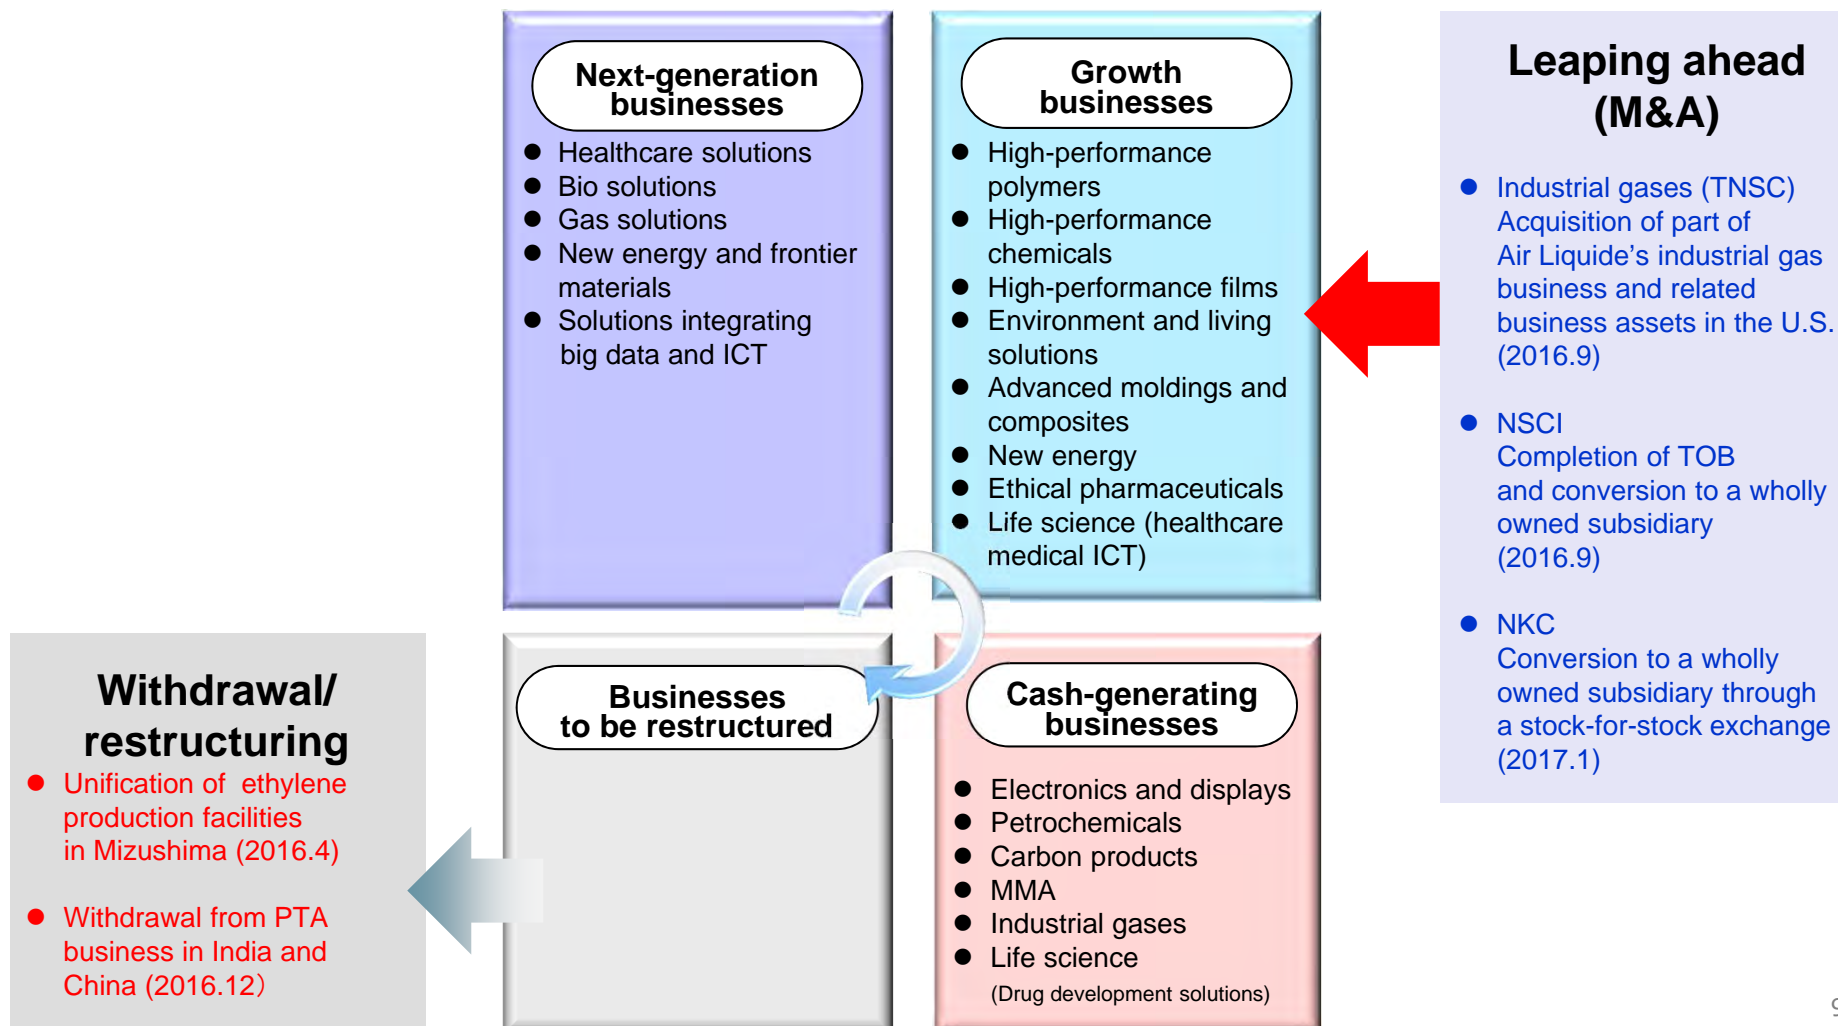 Next-generation
businesses
● Healthcare solutions
● Bio solutions
● Gas solutions
● New energy and frontier
materials
● Solutions integrating
big data and ICT
Growth
businesses
● High-performance
polymers
● High-performance
chemicals
● High-performance films
● Environment and living
solutions
● Advanced moldings and
composites
● New energy
● Ethical pharmaceuticals
● Life science (healthcare
medical ICT)
Leaping ahead
(M&A)
● Industrial gases (TNSC)
Acquisition of part of
Air Liquide’s industrial gas
business and related
business assets in the U.S.
(2016.9)
● NSCI
Completion of TOB
and conversion to a wholly
owned subsidiary
(2016.9)
● NKC
Conversion to a wholly
owned subsidiary through
a stock-for-stock exchange
(2017.1)
Withdrawal/
restructuring
● Unification of ethylene
production facilities
in Mizushima (2016.4)
● Withdrawal from PTA
business in India and
China (2016.12）
Businesses
to be restructured
Cash-generating
businesses
● Electronics and displays
● Petrochemicals
● Carbon products
● MMA
● Industrial gases
● Life science
(Drug development solutions)
9